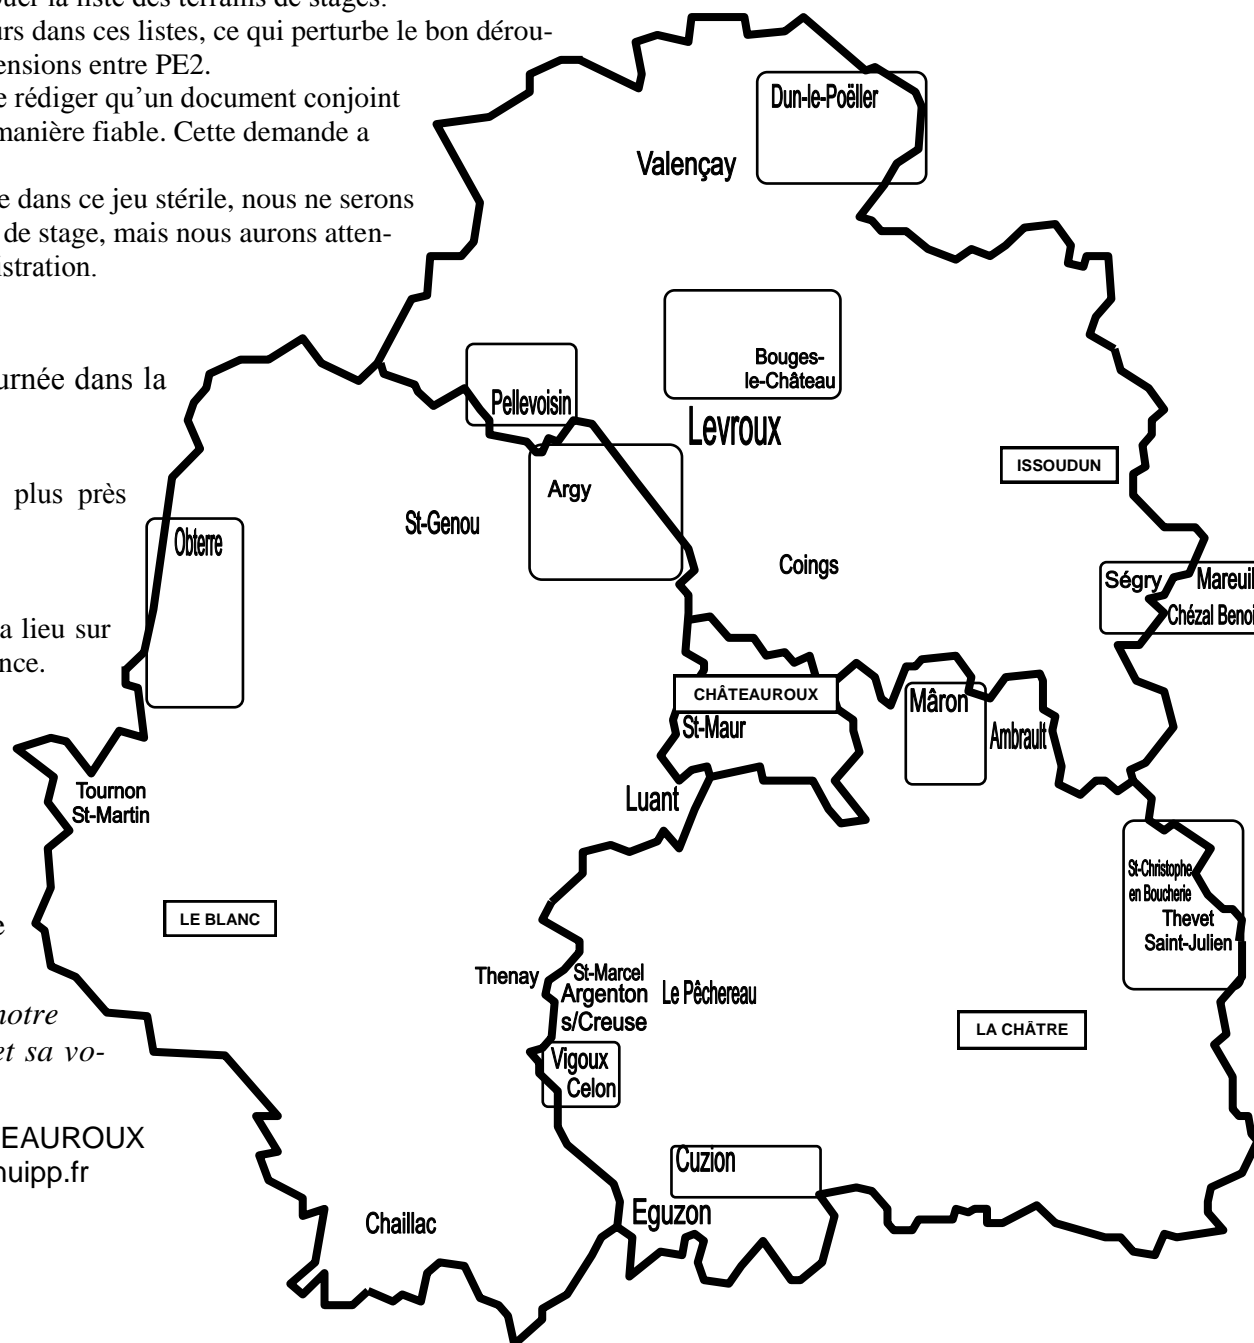 buer la liste des terrains de stages.
urs dans ces listes, ce qui perturbe le bon dérou-
ensions entre PE2.
e rédiger qu'un document conjoint
manière fiable. Cette demande a
e dans ce jeu stérile, nous ne serons
de stage, mais nous aurons atten-
istration.
urnée dans la
plus près
a lieu sur
ence.
e
notre
et sa vo-
EAUROUX
nuipp.fr
Dun-le-Poëller
Valençay
Bouges-
le-Château
Pellevoisin
Levroux
ISSOUDUN
Argy
St-Genou
Obterre
Coings
Ségry
Mareuil
Chézal Benoi
CHÂTEAUROUX
Mâron
St-Maur
Ambrault
Tournon
St-Martin
Luant
St-Christophe
en Boucherie
Thevet
Saint-Julien
LE BLANC
Thenay
St-Marcel
Argenton
s/Creuse
Le Pêchereau
LA CHÂTRE
Vigoux
Celon
Cuzion
Eguzon
Chaillac